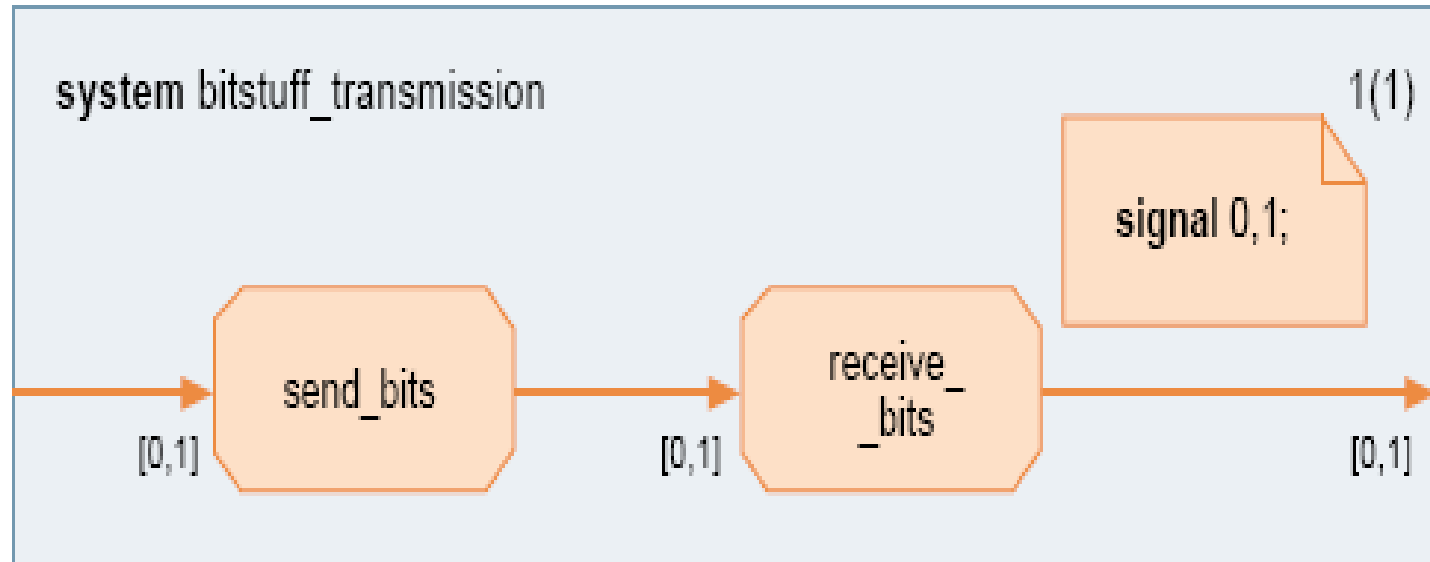 system bitstuff_transmission
1(1)
signal 0,1;
send_bits
receive_
_bits
[0,1]
[0,1]
[0,1]